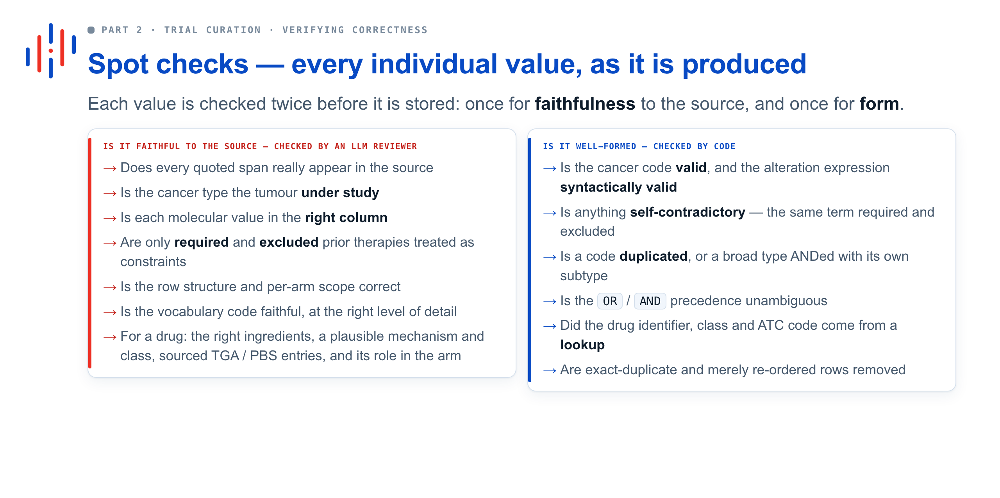 PART 2 · TRIAL CURATION · VERIFYING CORRECTNESS
Spot checks — every individual value, as it is produced
Each value is checked twice before it is stored: once for faithfulness to the source, and once for form.
IS IT FAITHFUL TO THE SOURCE — CHECKED BY AN LLM REVIEWER
→ Does every quoted span really appear in the source
→ Is the cancer type the tumour under study
→ Is each molecular value in the right column
→ Are only required and excluded prior therapies treated as
constraints
→ Is the row structure and per-arm scope correct
→ Is the vocabulary code faithful, at the right level of detail
→ For a drug: the right ingredients, a plausible mechanism and
class, sourced TGA / PBS entries, and its role in the arm
IS IT WELL-FORMED — CHECKED BY CODE
→ Is the cancer code valid, and the alteration expression
syntactically valid
→ Is anything self-contradictory — the same term required and
excluded
→ Is a code duplicated, or a broad type ANDed with its own
subtype
→ Is the OR / AND precedence unambiguous
→ Did the drug identifier, class and ATC code come from a
lookup
→ Are exact-duplicate and merely re-ordered rows removed